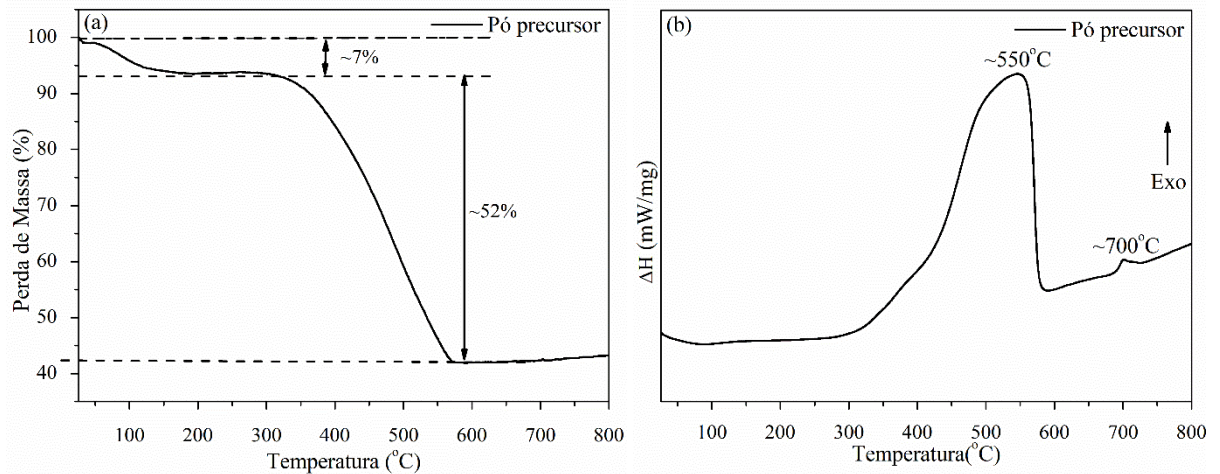 (a)
Pó precursor
~7%
~52%
100
90
80
70
60
50
40
Perda de Massa (%)
100 200 300 400 500 600 700 800
Temperatura (°C)
(b)
Pó precursor
~550°C
Exo
~700°C
ΔH (mW/mg)
100 200 300 400 500 600 700 800
Temperatura(°C)